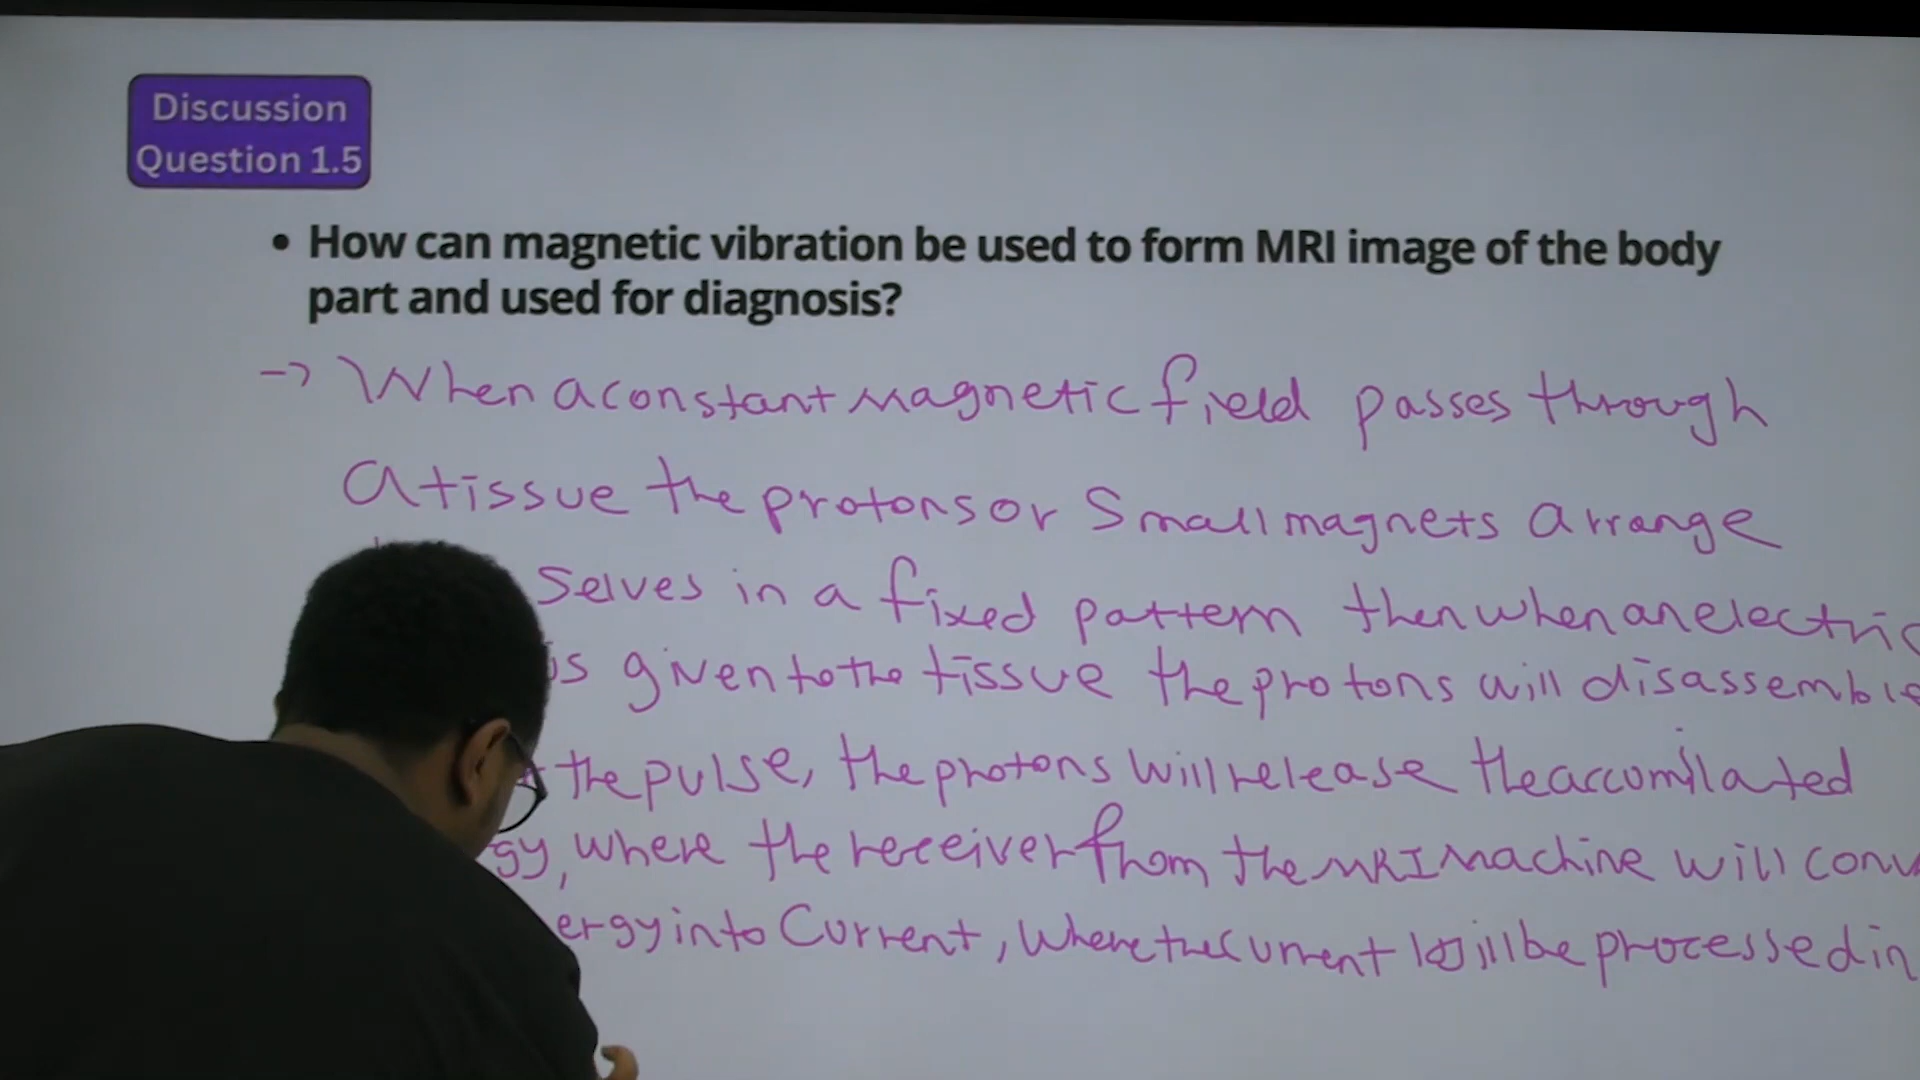 Discussion
Question 1.5
• How can magnetic vibration be used to form MRI image of the body
part and used for diagnosis?
-> When a constant magnetic field passes through
a tissue the protons or small magnets arrange
selves in a fixed pattern then when an electric
is given to the tissue the protons will disassemble
the pulse, the protons will release the accomilated
gy, where the receiver from the MRI machine will conv
ergy into Current, Where the current will be processed in